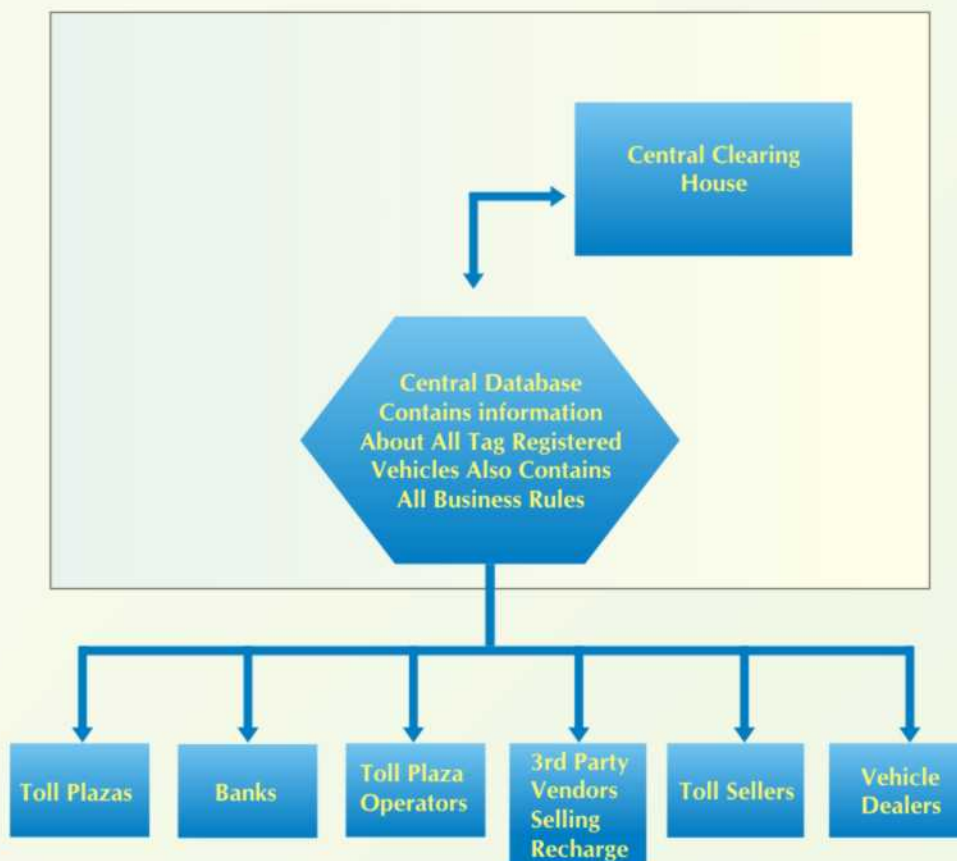 Central Clearing
House
Central Database
Contains information
About All Tag Registered
Vehicles Also Contains
All Business Rules
Toll Plazas
Banks
Toll Plaza
Operators
3rd Party
Vendors
Selling
Recharge
Toll Sellers
Vehicle
Dealers